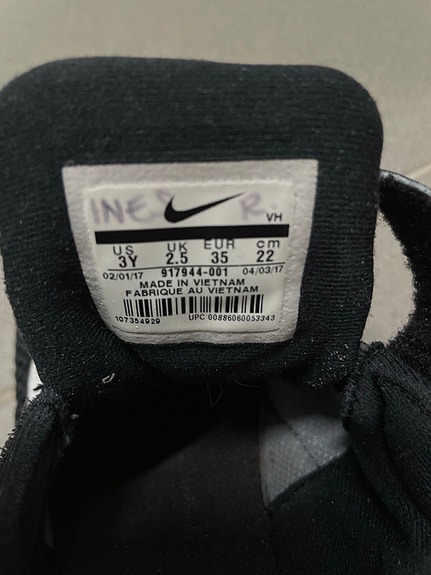 INES R.
VH
US UK EUR cm
3Y 2.5 35 22
02/01/17 917944-001 04/03/17
MADE IN VIETNAM
FABRIQUE AU VIETNAM
107354929 UPC 00886060053343